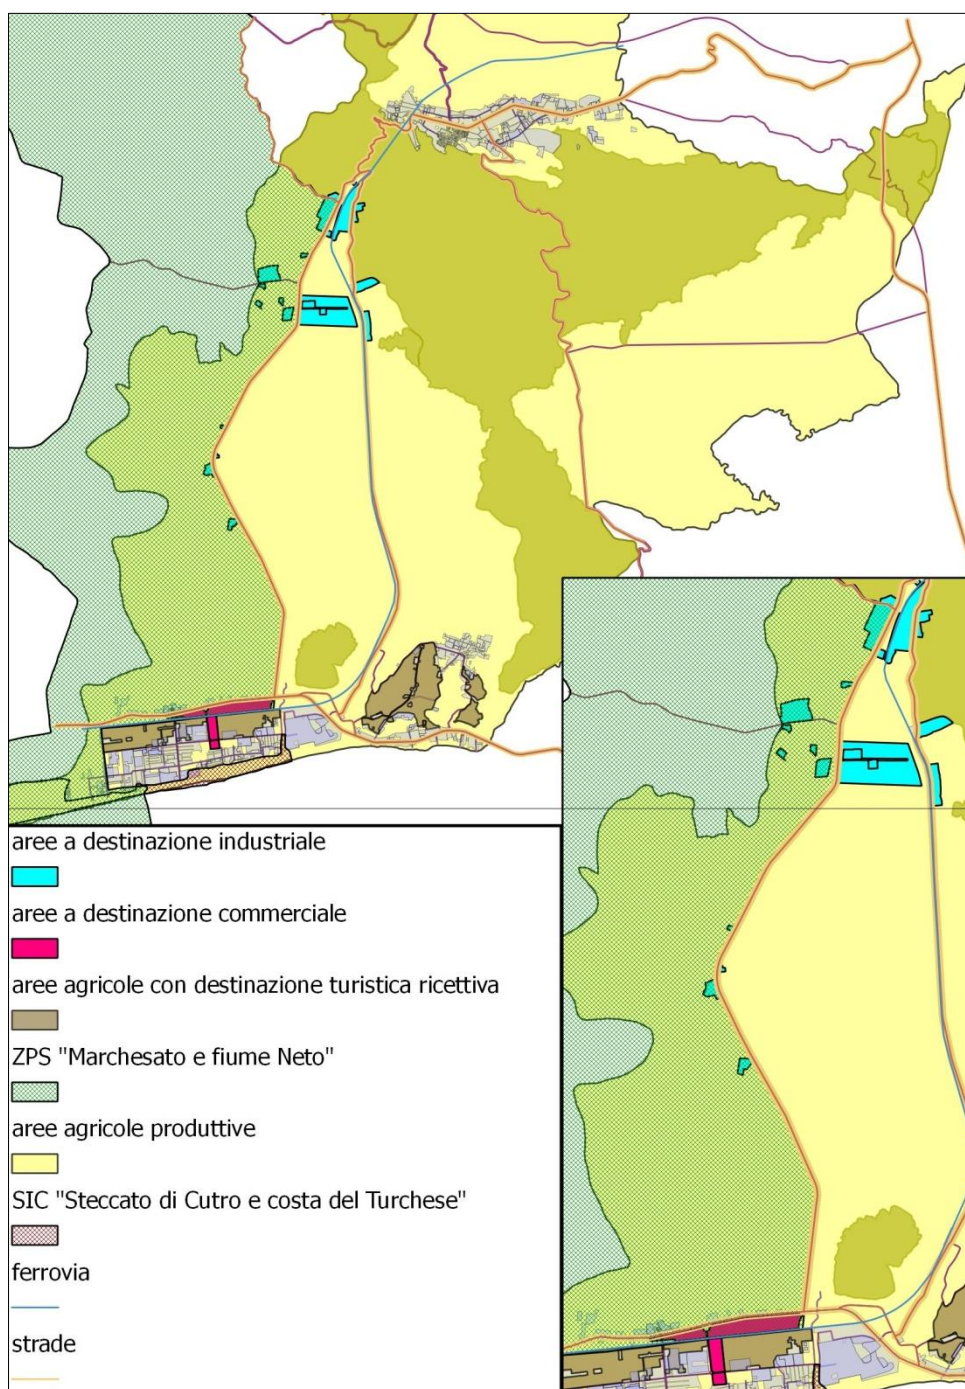 aree a destinazione industriale
aree a destinazione commerciale
aree agricole con destinazione turistica ricettiva
ZPS "Marchesato e fiume Neto"
aree agricole produttive
SIC "Steccato di Cutro e costa del Turchese"
ferrovia
strade